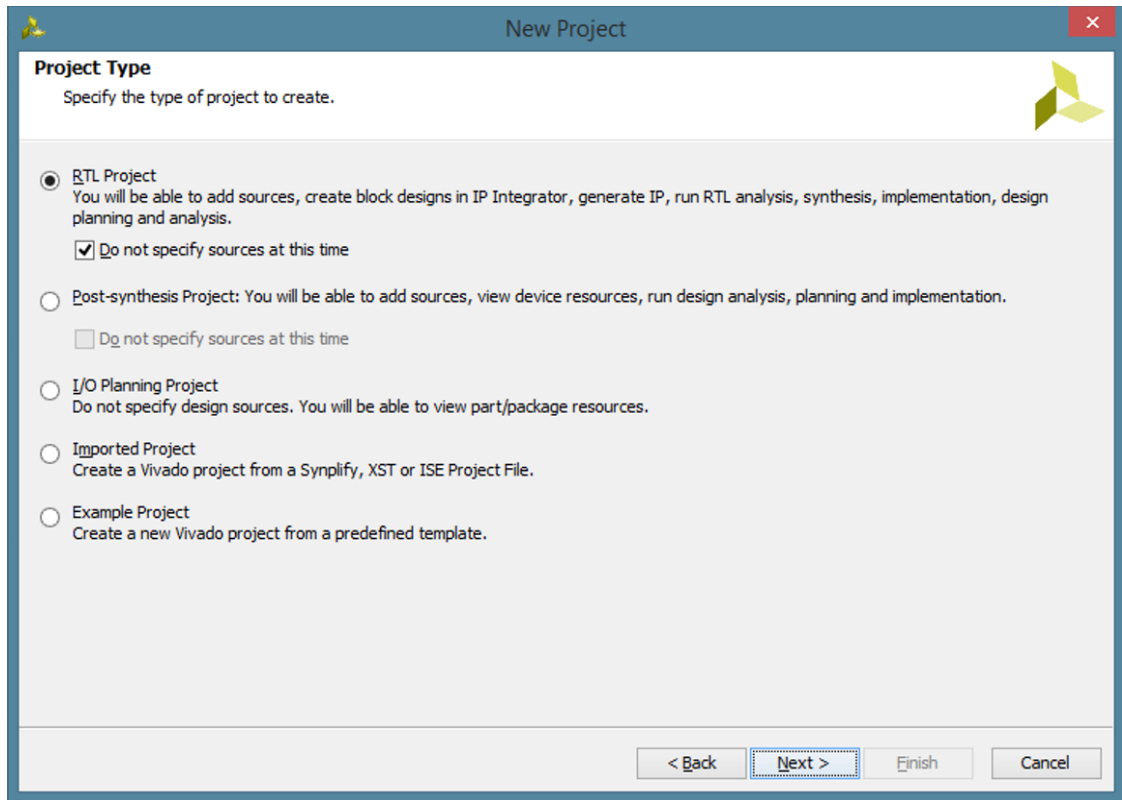 New Project
Project Type
Specify the type of project to create.
RTL Project
You will be able to add sources, create block designs in IP Integrator, generate IP, run RTL analysis, synthesis, implementation, design
planning and analysis.
Do not specify sources at this time
Post-synthesis Project: You will be able to add sources, view device resources, run design analysis, planning and implementation.
Do not specify sources at this time
I/O Planning Project
Do not specify design sources. You will be able to view part/package resources.
Imported Project
Create a Vivado project from a Synplify, XST or ISE Project File.
Example Project
Create a new Vivado project from a predefined template.
< Back Next > Finish Cancel